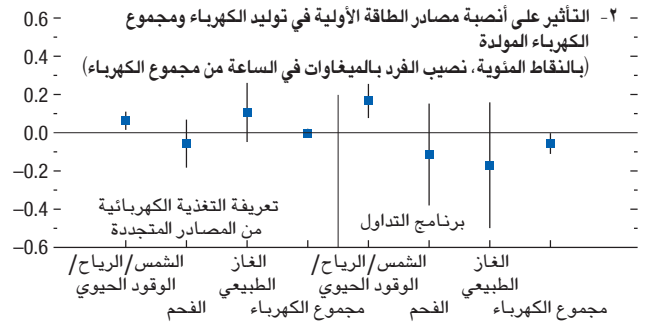 ٢- التأثير على أنصبة مصادر الطاقة الأولية في توليد الكهرباء ومجموع
الكهرباء المولدة
(بالنقاط المئوية، نصيب الفرد بالميغاوات في الساعة من مجموع الكهرباء)
0.6
0.4
0.2
0.0
–0.2
–0.4
–0.6
تعريفة التغذية الكهربائية
من المصادر المتجددة
برنامج التداول
الشمس/الرياح/
الوقود الحيوي
الفحم
الغاز
الطبيعي
مجموع الكهرباء
الشمس/الرياح/
الوقود الحيوي
الفحم
الغاز
الطبيعي
مجموع الكهرباء